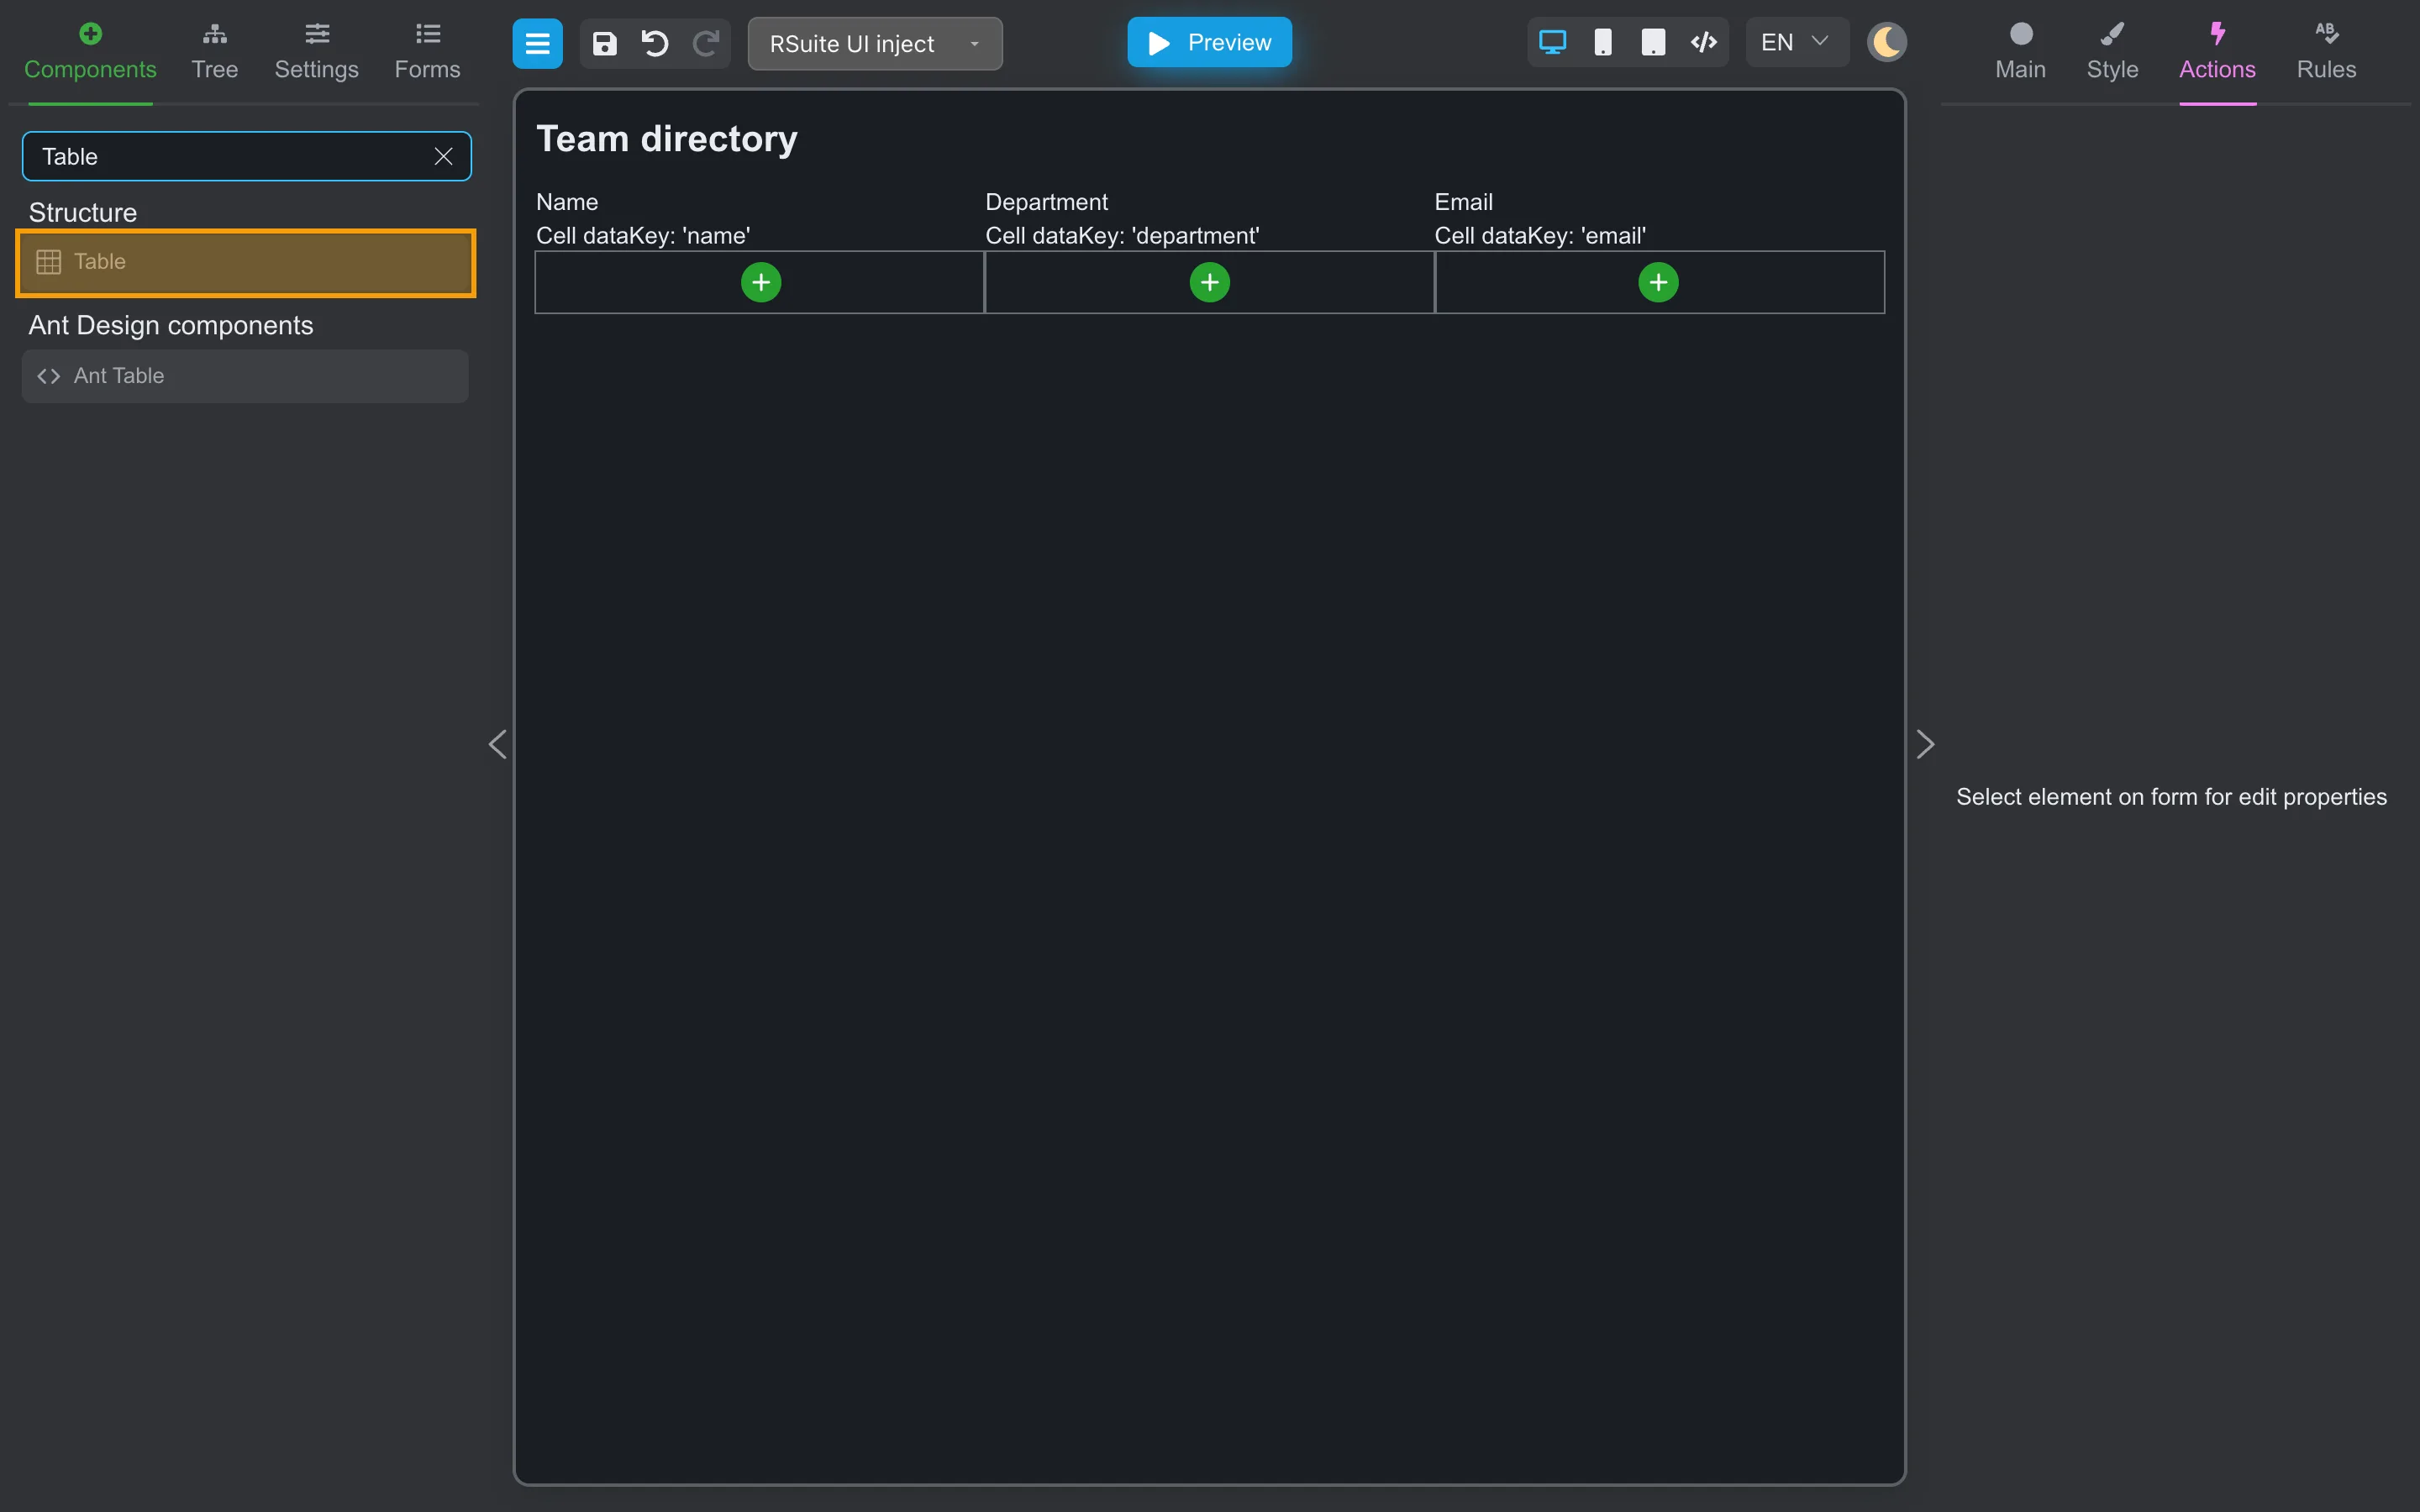 Components Tree Settings Forms
RSuite UI inject
Preview
EN
Main Style Actions Rules
Table
Structure
Table
Ant Design components
Ant Table
Team directory
Name Department Email
Cell dataKey: 'name' Cell dataKey: 'department' Cell dataKey: 'email'
Select element on form for edit properties